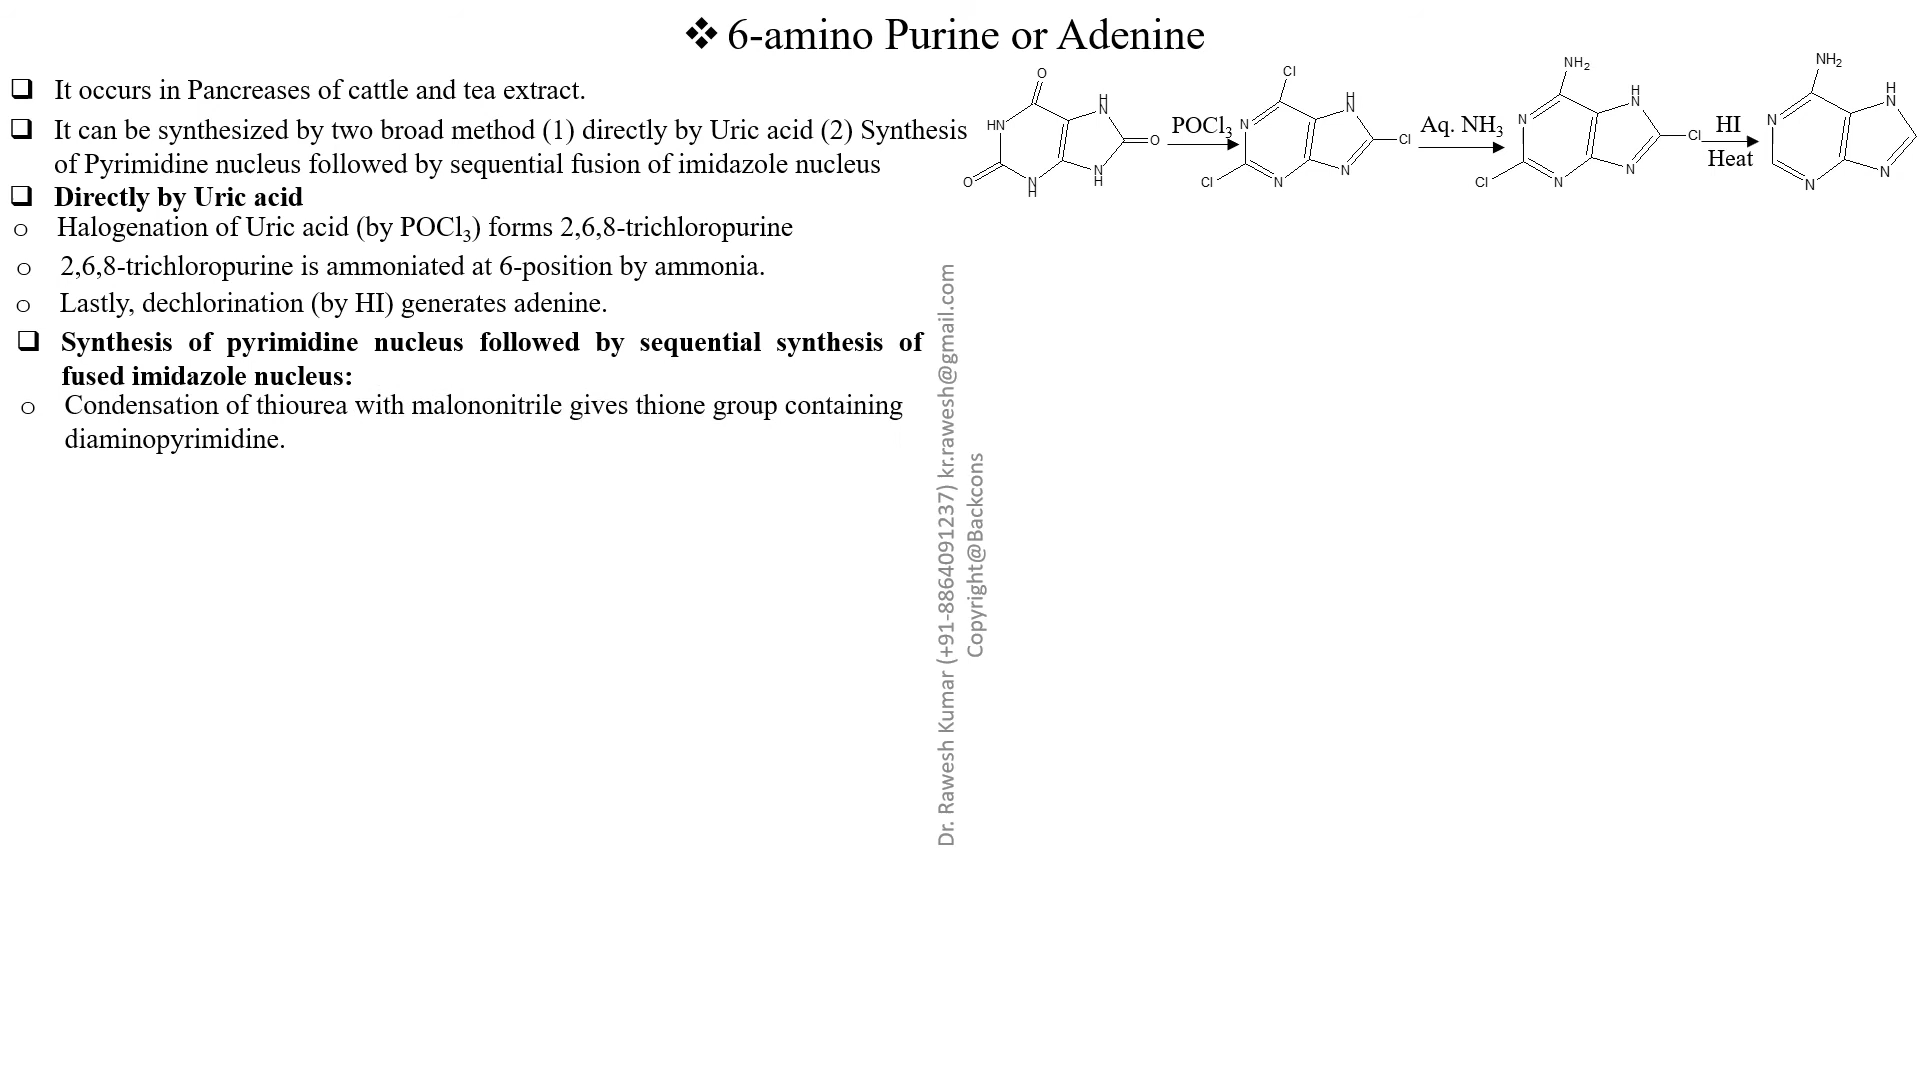 ❖ 6-amino Purine or Adenine
❑ It occurs in Pancreases of cattle and tea extract.
❑ It can be synthesized by two broad method (1) directly by Uric acid (2) Synthesis
of Pyrimidine nucleus followed by sequential fusion of imidazole nucleus
❑ Directly by Uric acid
o Halogenation of Uric acid (by POCl₃) forms 2,6,8-trichloropurine
o 2,6,8-trichloropurine is ammoniated at 6-position by ammonia.
o Lastly, dechlorination (by HI) generates adenine.
❑ Synthesis of pyrimidine nucleus followed by sequential synthesis of
fused imidazole nucleus:
o Condensation of thiourea with malononitrile gives thione group containing
diaminopyrimidine.
O
H
N
HN
O
O
N
H
N
H
POCl₃
Cl
H
N
N
Cl
Cl
N
N
Aq. NH₃
NH₂
H
N
N
Cl
Cl
N
N
HI
Heat
NH₂
H
N
N
N
N
Dr. Rawesh Kumar (+91-8864091237) kr.rawesh@gmail.com
Copyright@Backcons